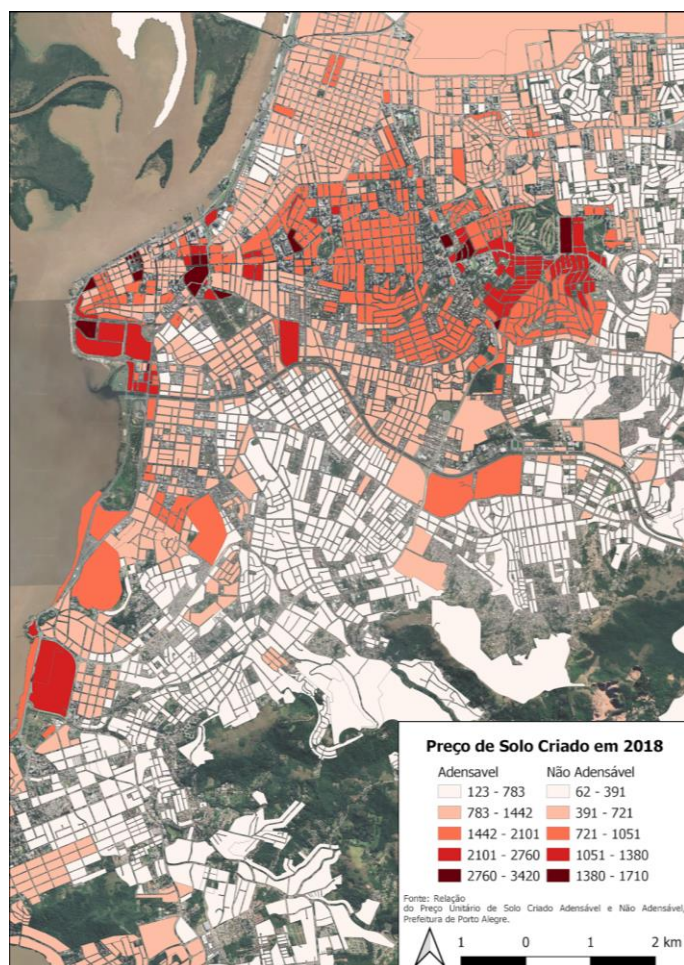 Preço de Solo Criado em 2018
Adensavel Não Adensável
123 - 783 62 - 391
783 - 1442 391 - 721
1442 - 2101 721 - 1051
2101 - 2760 1051 - 1380
2760 - 3420 1380 - 1710
Fonte: Relação
do Preço Unitário de Solo Criado Adensável e Não Adensável,
Prefeitura de Porto Alegre.
1 0 1 2 km